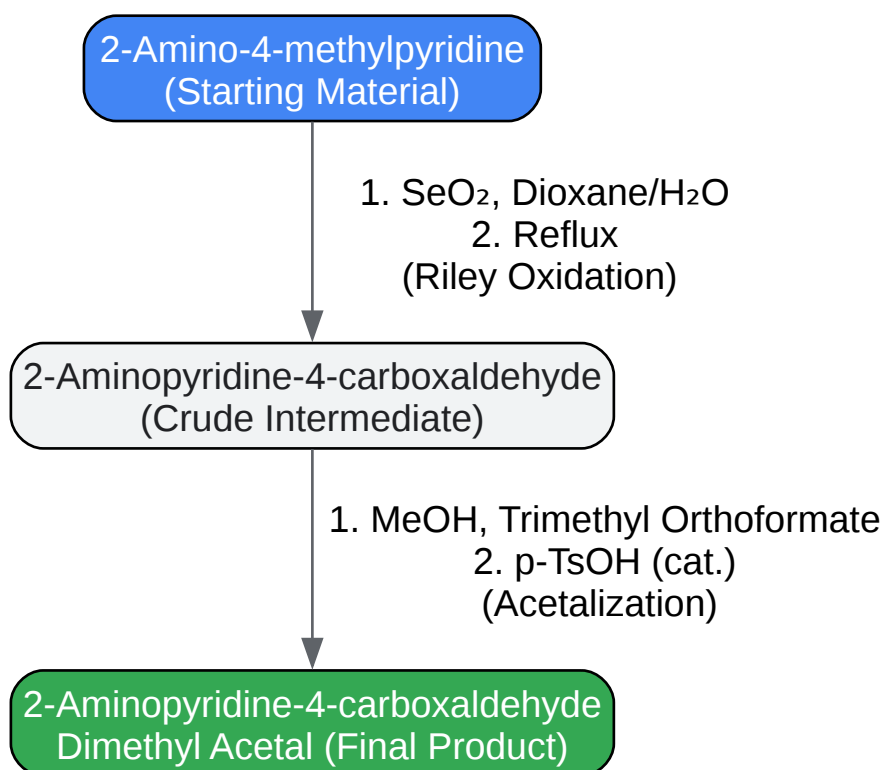 2-Amino-4-methylpyridine
(Starting Material)
1. SeO₂, Dioxane/H₂O
2. Reflux
(Riley Oxidation)
2-Aminopyridine-4-carboxaldehyde
(Crude Intermediate)
1. MeOH, Trimethyl Orthoformate
2. p-TsOH (cat.)
(Acetalization)
2-Aminopyridine-4-carboxaldehyde
Dimethyl Acetal (Final Product)